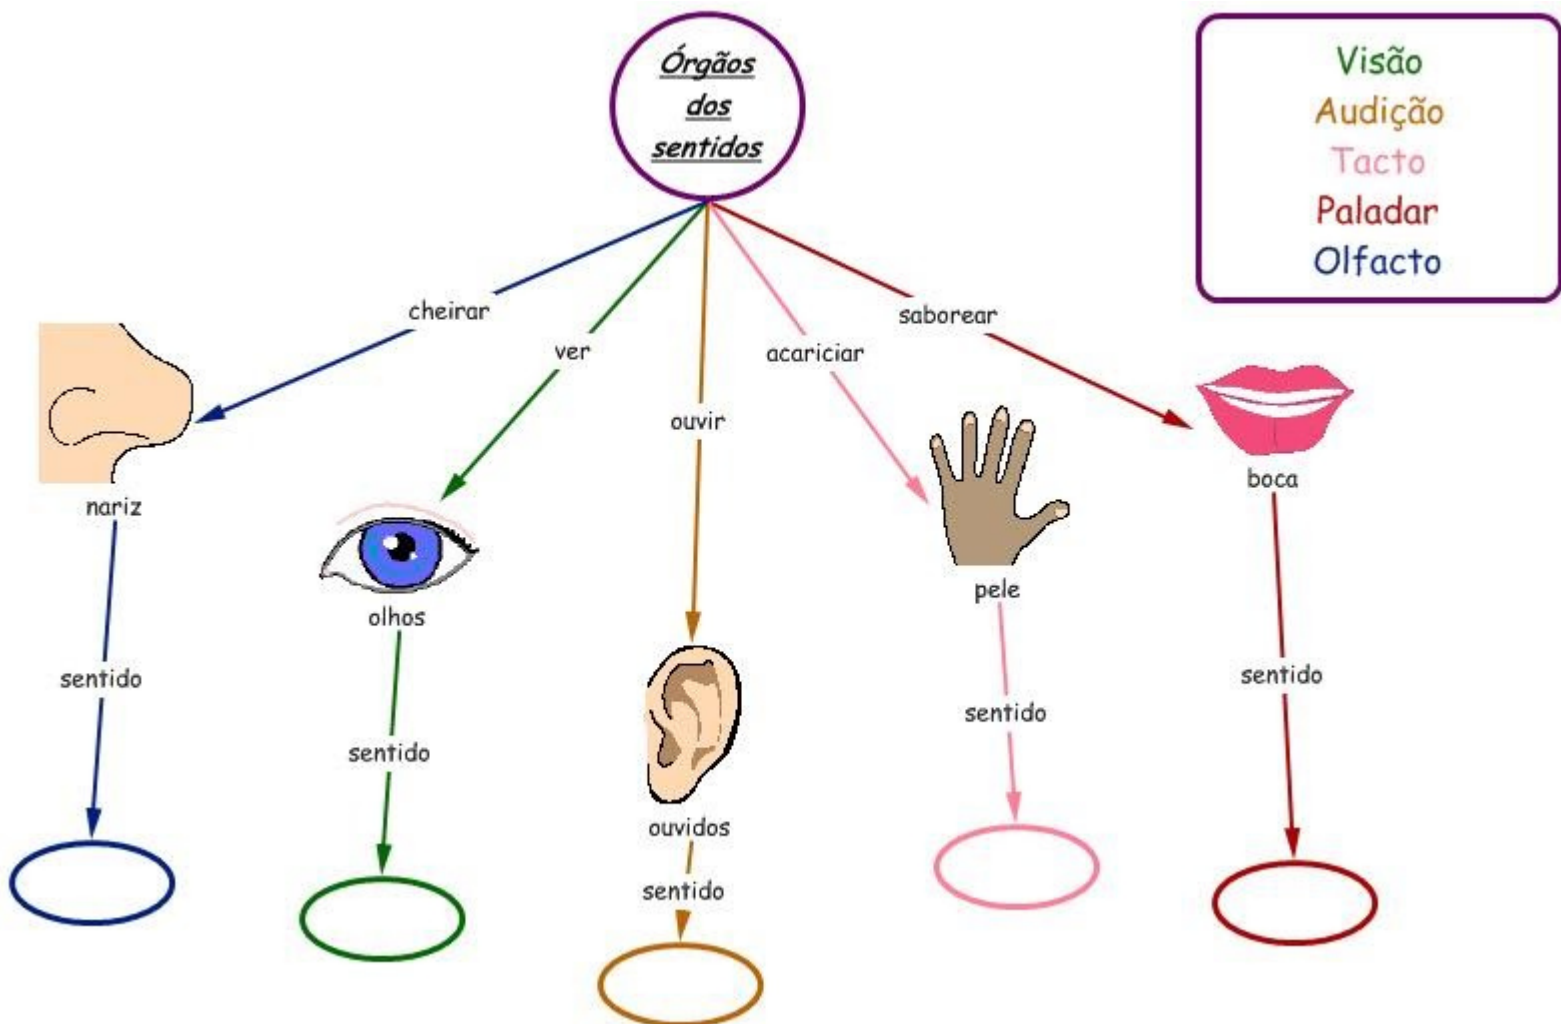 Órgãos
dos
sentidos
Visão
Audição
Tacto
Paladar
Olfacto
cheirar
ver
ouvir
acariciar
saborear
nariz
olhos
ouvidos
pele
boca
sentido
sentido
sentido
sentido
sentido